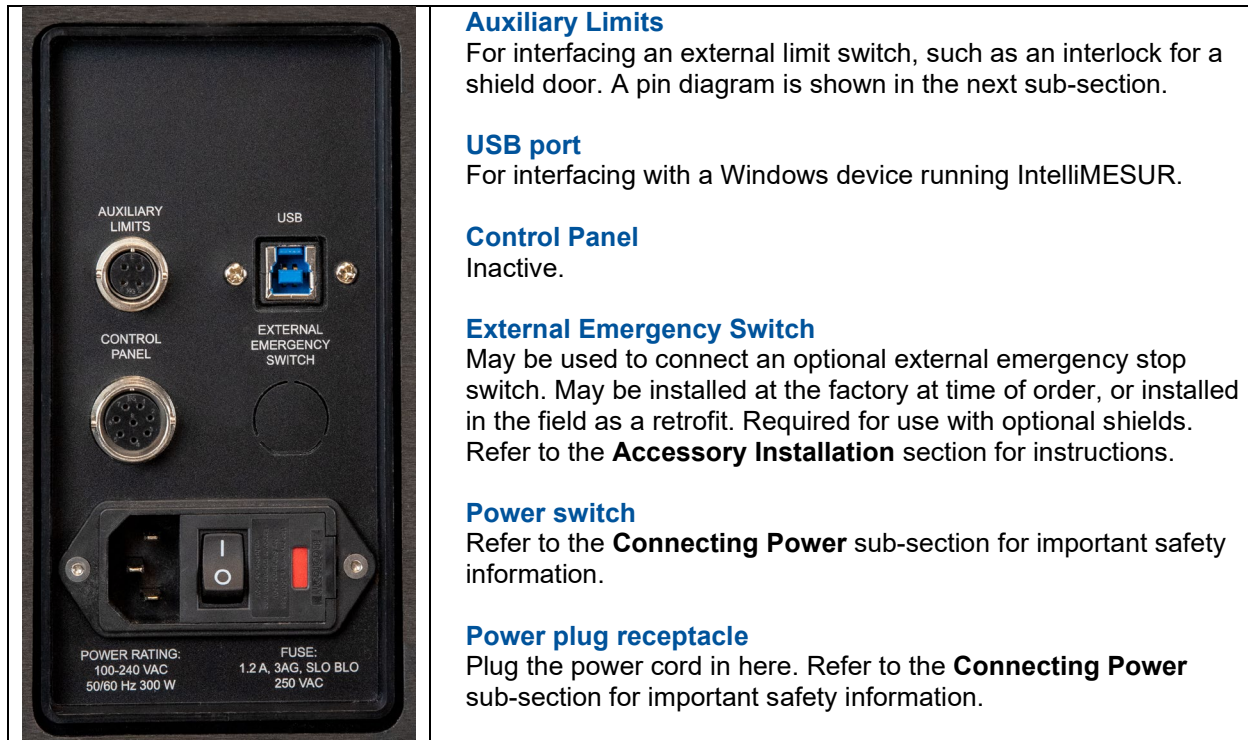 AUXILIARY
LIMITS
USB
CONTROL
PANEL
EXTERNAL
EMERGENCY
SWITCH
I
O
POWER RATING:
100-240 VAC
50/60 Hz 300 W
FUSE:
1.2 A, 3AG, SLO BLO
250 VAC
Auxiliary Limits
For interfacing an external limit switch, such as an interlock for a
shield door. A pin diagram is shown in the next sub-section.
USB port
For interfacing with a Windows device running IntelliMESUR.
Control Panel
Inactive.
External Emergency Switch
May be used to connect an optional external emergency stop
switch. May be installed at the factory at time of order, or installed
in the field as a retrofit. Required for use with optional shields.
Refer to the Accessory Installation section for instructions.
Power switch
Refer to the Connecting Power sub-section for important safety
information.
Power plug receptacle
Plug the power cord in here. Refer to the Connecting Power
sub-section for important safety information.